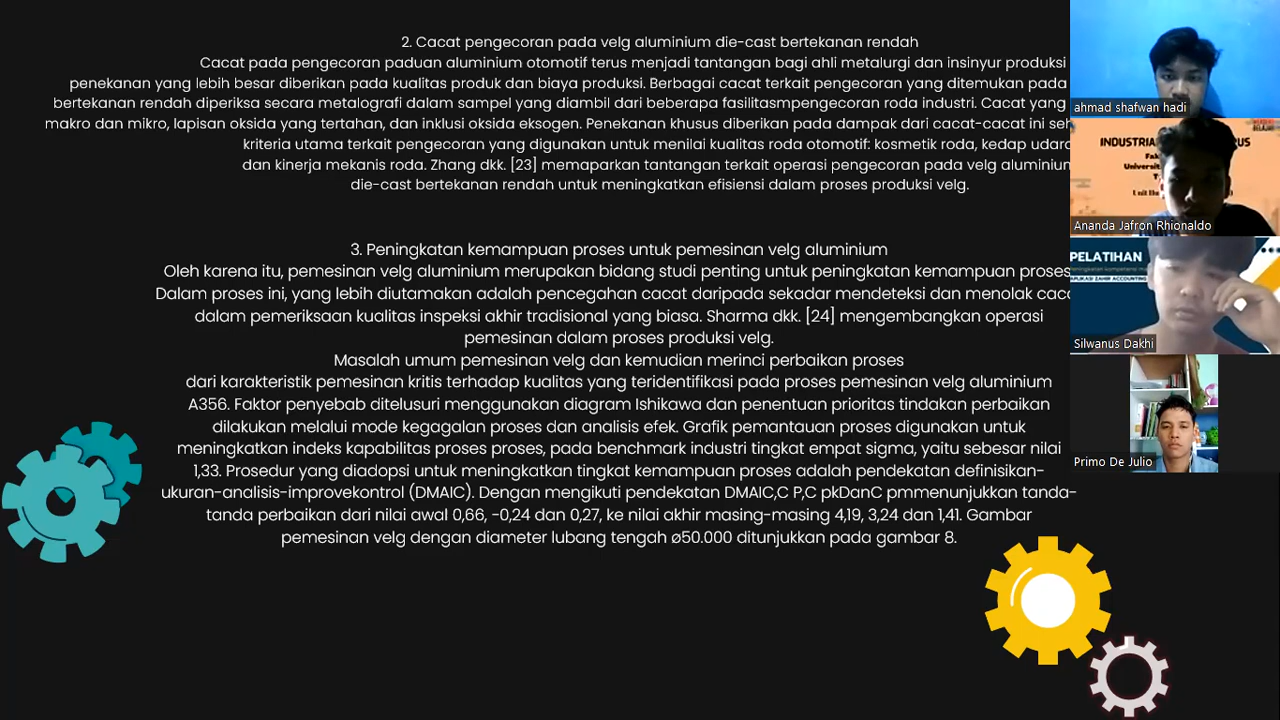 2. Cacat pengecoran pada velg aluminium die-cast bertekanan rendah
Cacat pada pengecoran paduan aluminium otomotif terus menjadi tantangan bagi ahli metalurgi dan insinyur produksi
penekanan yang lebih besar diberikan pada kualitas produk dan biaya produksi. Berbagai cacat terkait pengecoran yang ditemukan pada
bertekanan rendah diperiksa secara metalografi dalam sampel yang diambil dari beberapa fasilitasmpengecoran roda industri. Cacat yang
makro dan mikro, lapisan oksida yang tertahan, dan inklusi oksida eksogen. Penekanan khusus diberikan pada dampak dari cacat-cacat ini
kriteria utama terkait pengecoran yang digunakan untuk menilai kualitas roda otomotif: kosmetik roda, kedap
dan kinerja mekanis roda. Zhang dkk. [23] memaparkan tantangan terkait operasi pengecoran pada velg aluminium
die-cast bertekanan rendah untuk meningkatkan efisiensi dalam proses produksi velg.
3. Peningkatan kemampuan proses untuk pemesinan velg aluminium
Oleh karena itu, pemesinan velg aluminium merupakan bidang studi penting untuk peningkatan kemampuan proses
Dalam proses ini, yang lebih diutamakan adalah pencegahan cacat daripada sekadar mendeteksi dan menolak
dalam pemeriksaan kualitas inspeksi akhir tradisional yang biasa. Sharma dkk. [24] mengembangkan operasi
pemesinan dalam proses produksi velg.
Masalah umum pemesinan velg dan kemudian merinci perbaikan proses
dari karakteristik pemesinan kritis terhadap kualitas yang teridentifikasi pada proses pemesinan velg aluminium
A356. Faktor penyebab ditelusuri menggunakan diagram Ishikawa dan penentuan prioritas tindakan perbaikan
dilakukan melalui mode kegagalan proses dan analisis efek. Grafik pemantauan proses digunakan untuk
meningkatkan indeks kapabilitas proses proses, pada benchmark industri tingkat empat sigma, yaitu sebesar nilai
1,33. Prosedur yang diadopsi untuk meningkatkan tingkat kemampuan proses adalah pendekatan definisikan-
ukuran-analisis-improvekontrol (DMAIC). Dengan mengikuti pendekatan DMAIC,C P,C pkDanC pmmenunjukkan tanda-
tanda perbaikan dari nilai awal 0,66, -0,24 dan 0,27, ke nilai akhir masing-masing 4,19, 3,24 dan 1,41. Gambar
pemesinan velg dengan diameter lubang tengah ø50.000 ditunjukkan pada gambar 8.
ahmad shafwan hadi
INDUSTRIA
Ananda Jafron Rhionaldo
PELATIHAN
APLIKASI ZAHIR ACCOUNTING
Silwanus Dakhi
Primo De Julio